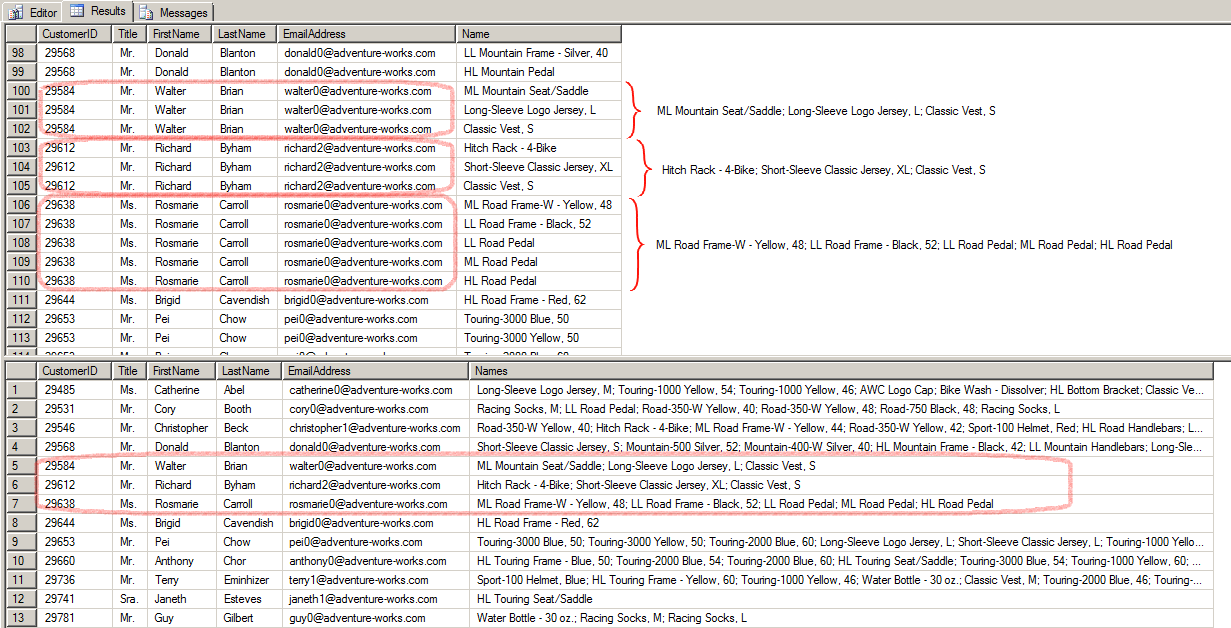 Editor Results Messages
CustomerID Title FirstName LastName EmailAddress Name
98 29568 Mr. Donald Blanton donald0@adventure-works.com LL Mountain Frame - Silver, 40
99 29568 Mr. Donald Blanton donald0@adventure-works.com HL Mountain Pedal
100 29584 Mr. Walter Brian walter0@adventure-works.com ML Mountain Seat/Saddle
101 29584 Mr. Walter Brian walter0@adventure-works.com Long-Sleeve Logo Jersey, L ML Mountain Seat/Saddle; Long-Sleeve Logo Jersey, L; Classic Vest, S
102 29584 Mr. Walter Brian walter0@adventure-works.com Classic Vest, S
103 29612 Mr. Richard Byham richard2@adventure-works.com Hitch Rack - 4-Bike
104 29612 Mr. Richard Byham richard2@adventure-works.com Short-Sleeve Classic Jersey, XL Hitch Rack - 4-Bike; Short-Sleeve Classic Jersey, XL; Classic Vest, S
105 29612 Mr. Richard Byham richard2@adventure-works.com Classic Vest, S
106 29638 Ms. Rosmarie Carroll rosmarie0@adventure-works.com ML Road Frame-W - Yellow, 48
107 29638 Ms. Rosmarie Carroll rosmarie0@adventure-works.com LL Road Frame - Black, 52
108 29638 Ms. Rosmarie Carroll rosmarie0@adventure-works.com LL Road Pedal ML Road Frame-W - Yellow, 48; LL Road Frame - Black, 52; LL Road Pedal; ML Road Pedal; HL Road Pedal
109 29638 Ms. Rosmarie Carroll rosmarie0@adventure-works.com ML Road Pedal
110 29638 Ms. Rosmarie Carroll rosmarie0@adventure-works.com HL Road Pedal
111 29644 Ms. Brigid Cavendish brigid0@adventure-works.com HL Road Frame - Red, 62
112 29653 Mr. Pei Chow pei0@adventure-works.com Touring-3000 Blue, 50
113 29653 Mr. Pei Chow pei0@adventure-works.com Touring-3000 Yellow, 50
CustomerID Title FirstName LastName EmailAddress Names
1 29485 Ms. Catherine Abel catherine0@adventure-works.com Long-Sleeve Logo Jersey, M; Touring-1000 Yellow, 54; Touring-1000 Yellow, 46; AWC Logo Cap; Bike Wash - Dissolver; HL Bottom Bracket; Classic Ve...
2 29531 Mr. Cory Booth cory0@adventure-works.com Racing Socks, M; LL Road Pedal; Road-350-W Yellow, 40; Road-350-W Yellow, 48; Road-750 Black, 48; Racing Socks, L
3 29546 Mr. Christopher Beck christopher1@adventure-works.com Road-350-W Yellow, 40; Hitch Rack - 4-Bike; ML Road Frame-W - Yellow, 44; Road-350-W Yellow, 42; Sport-100 Helmet, Red; HL Road Handlebars; L...
4 29568 Mr. Donald Blanton donald0@adventure-works.com Short-Sleeve Classic Jersey, S; Mountain-500 Silver, 52; Mountain-400-W Silver, 40; HL Mountain Frame - Black, 42; LL Mountain Handlebars; Long-Sle...
5 29584 Mr. Walter Brian walter0@adventure-works.com ML Mountain Seat/Saddle; Long-Sleeve Logo Jersey, L; Classic Vest, S
6 29612 Mr. Richard Byham richard2@adventure-works.com Hitch Rack - 4-Bike; Short-Sleeve Classic Jersey, XL; Classic Vest, S
7 29638 Ms. Rosmarie Carroll rosmarie0@adventure-works.com ML Road Frame-W - Yellow, 48; LL Road Frame - Black, 52; LL Road Pedal; ML Road Pedal; HL Road Pedal
8 29644 Ms. Brigid Cavendish brigid0@adventure-works.com HL Road Frame - Red, 62
9 29653 Mr. Pei Chow pei0@adventure-works.com Touring-3000 Blue, 50; Touring-3000 Yellow, 50; Touring-2000 Blue, 60; Long-Sleeve Logo Jersey, L; Short-Sleeve Classic Jersey, L; Touring-1000 Yello...
10 29660 Mr. Anthony Chor anthony0@adventure-works.com HL Touring Frame - Blue, 50; Touring-2000 Blue, 54; Touring-2000 Blue, 60; HL Touring Seat/Saddle; Touring-3000 Blue, 54; Touring-1000 Yellow, 60; ...
11 29736 Mr. Terry Eminhizer terry1@adventure-works.com Sport-100 Helmet, Blue; HL Touring Frame - Yellow, 60; Touring-1000 Yellow, 46; Water Bottle - 30 oz.; Classic Vest, M; Touring-2000 Blue, 46; Touring-...
12 29741 Sra. Janeth Esteves janeth1@adventure-works.com HL Touring Seat/Saddle
13 29781 Mr. Guy Gilbert guy0@adventure-works.com Water Bottle - 30 oz.; Racing Socks, M; Racing Socks, L